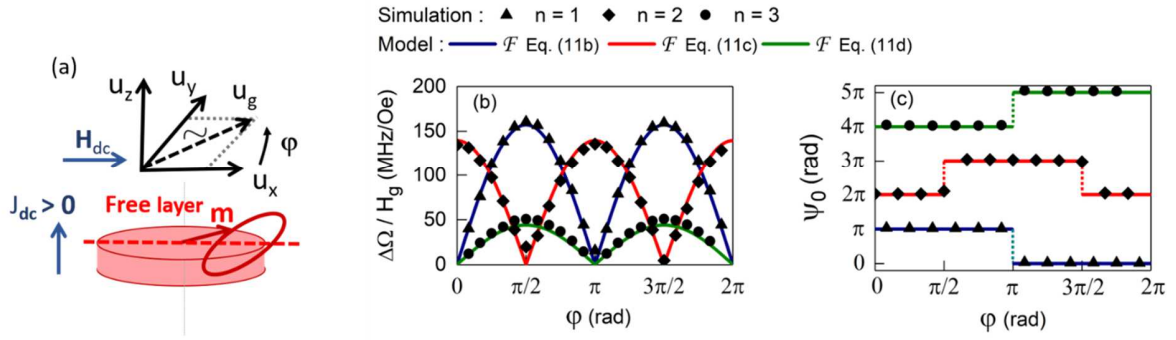 Simulation : ▲ n = 1 ◆ n = 2 ● n = 3
Model : ℱ Eq. (11b) ℱ Eq. (11c) ℱ Eq. (11d)
(a)
u_z
u_y
u_g
H_dc
φ
u_x
J_dc > 0
Free layer
m
(b)
ΔΩ / H_g (MHz/Oe)
200
150
100
50
0
0 π/2 π 3π/2 2π
φ (rad)
(c)
ψ_0 (rad)
5π
4π
3π
2π
π
0
0 π/2 π 3π/2 2π
φ (rad)